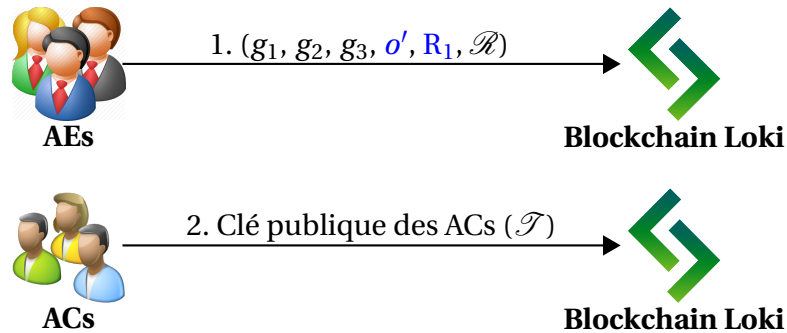 1. (g₁, g₂, g₃, o′, R₁, ℛ)
AEs
Blockchain Loki
2. Clé publique des ACs (𝒯)
ACs
Blockchain Loki